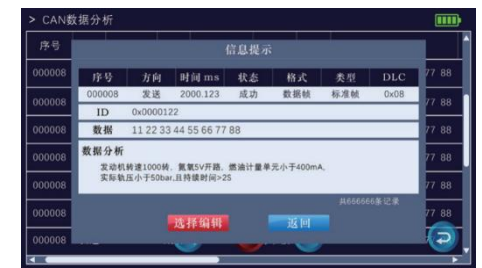 > CAN数据分析
序号
信息提示
序号 方向 时间 ms 状态 格式 类型 DLC
000008 发送 2000.123 成功 数据帧 标准帧 0x08
ID 0x0000122
数据 11 22 33 44 55 66 77 88
数据分析
发动机转速1000转, 氮氧5V开路, 燃油计量单元小于400mA,
实际轨压小于50bar,且持续时间>2S
共666666条记录
选择编辑 返回
000008 77 88
000008 77 88
000008 77 88
000008 77 88
000008 77 88
000008 77 88
000008